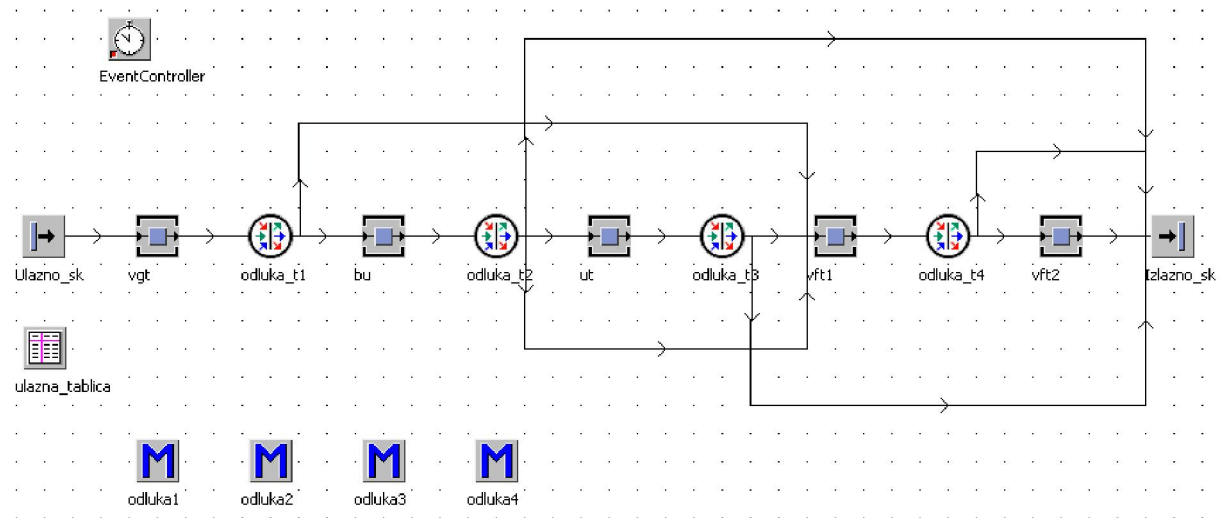 EventController
Ulazno_sk
vgt
odluka_t1
bu
odluka_t2
ut
odluka_t3
vft1
odluka_t4
vft2
Izlazno_sk
ulazna_tablica
M
M
M
M
odluka1
odluka2
odluka3
odluka4